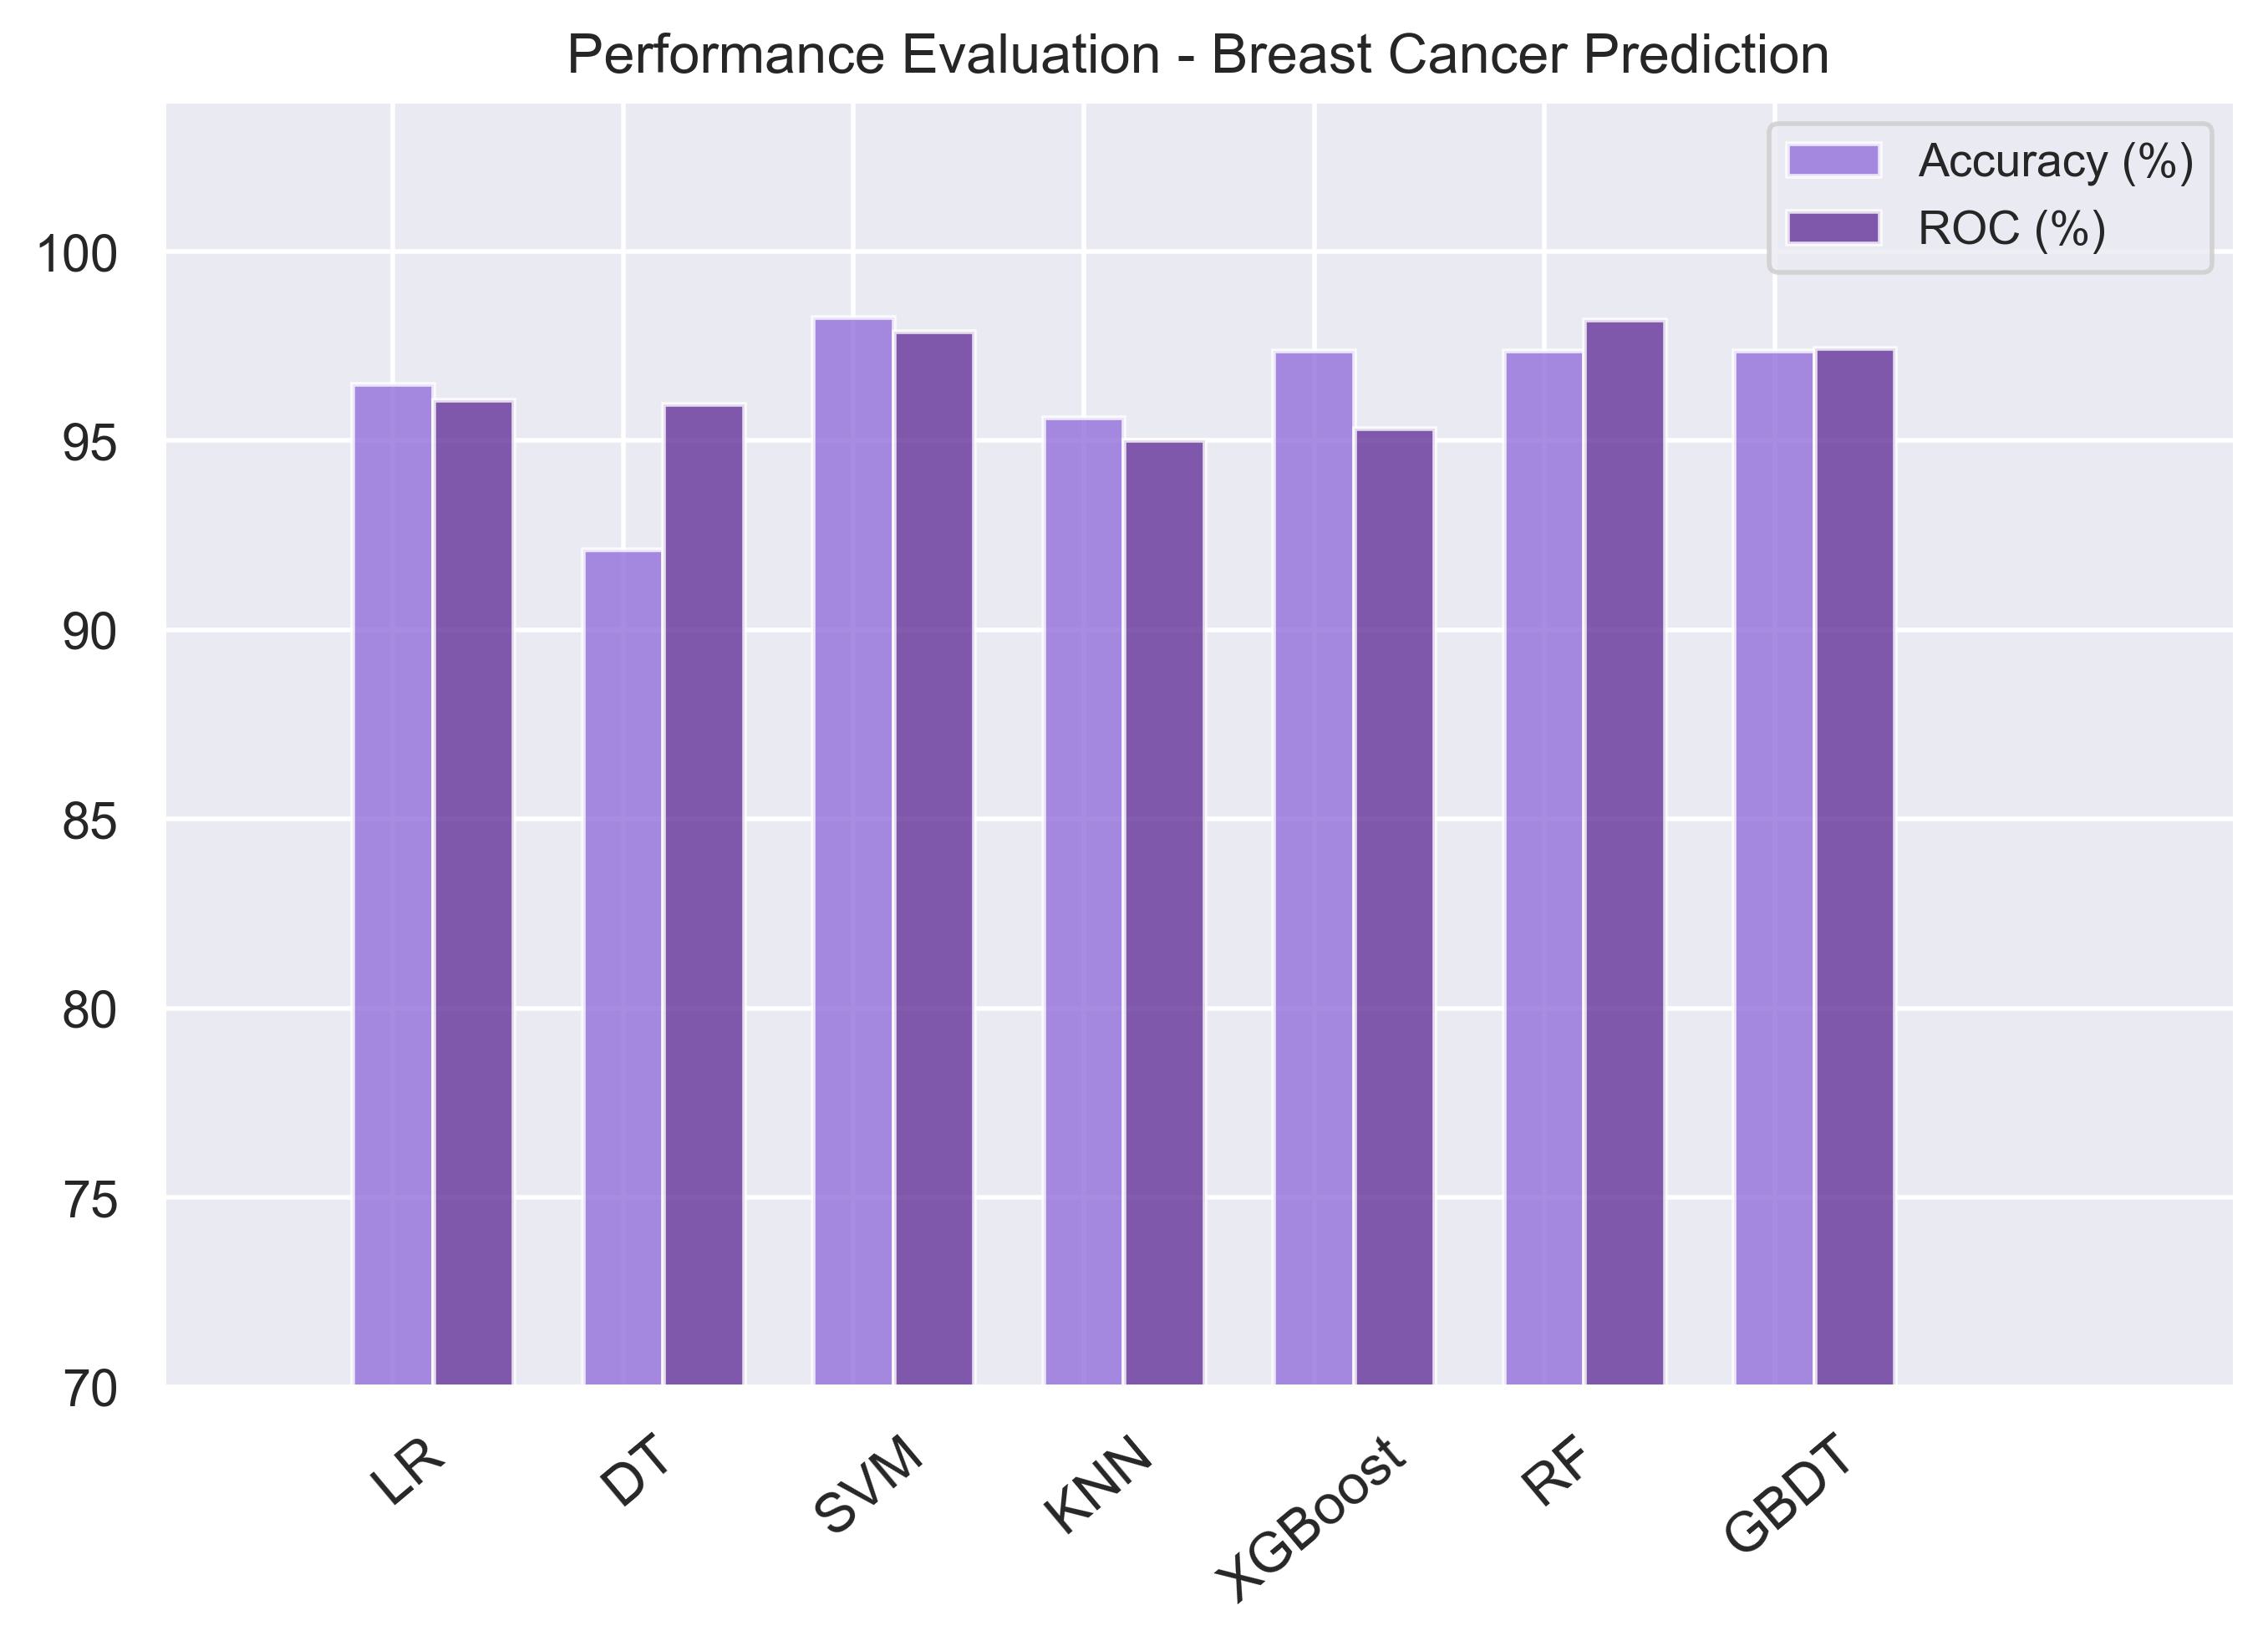 Performance Evaluation - Breast Cancer Prediction
Accuracy (%)
ROC (%)
100
95
90
85
80
75
70
LR
DT
SVM
KNN
XGBoost
RF
GBDT